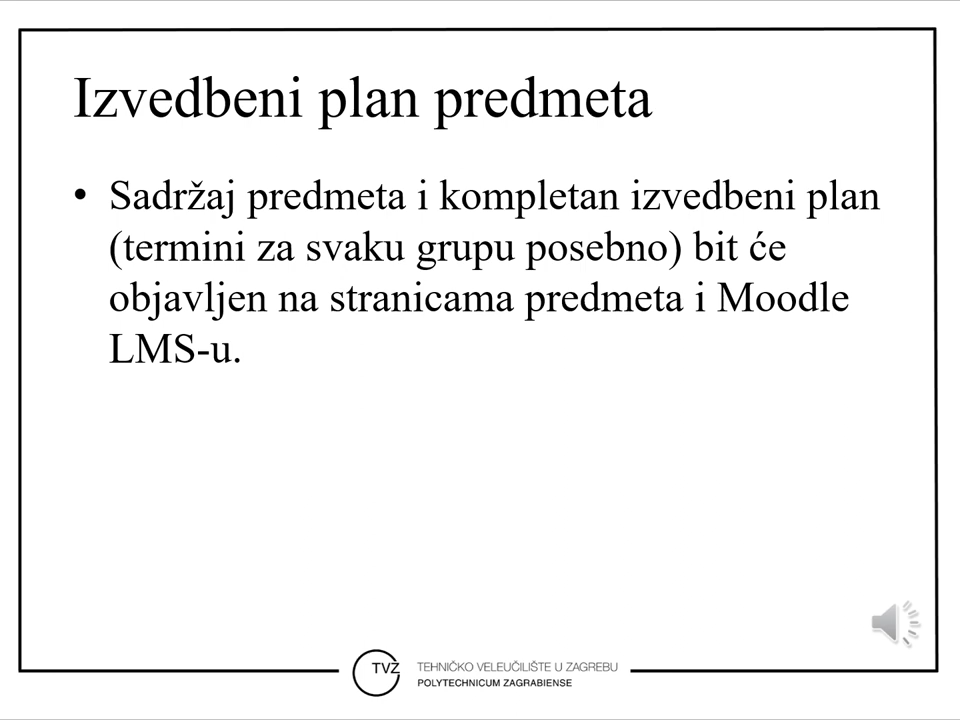 Izvedbeni plan predmeta
• Sadržaj predmeta i kompletan izvedbeni plan
(termini za svaku grupu posebno) bit će
objavljen na stranicama predmeta i Moodle
LMS-u.
TVZ TEHNIČKO VELEUČILIŠTE U ZAGREBU
POLYTECHNICUM ZAGRABIENSE